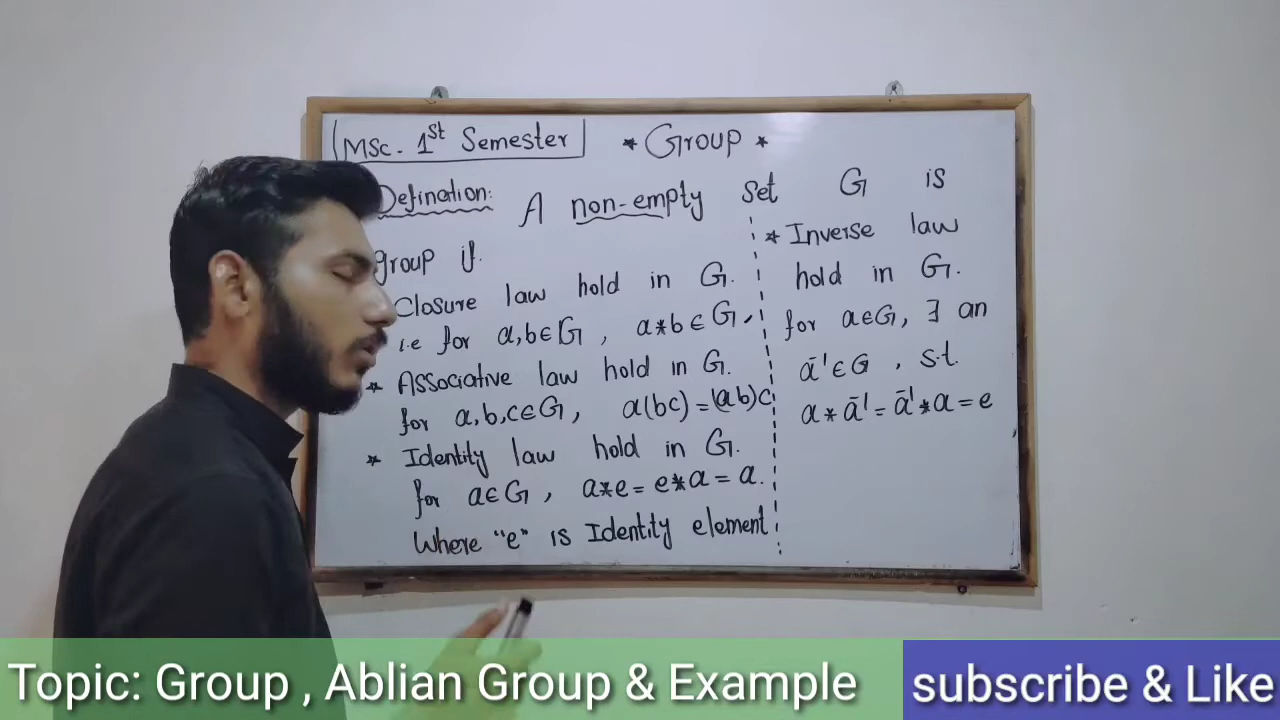 MSc. 1st Semester
* Group *
Defination: A non-empty set G is
group if.
Closure law hold in G.
i.e for a,b∈G , a*b∈G.
* Associative law hold in G.
for a,b,c∈G, a(bc)=(ab)c
* Identity law hold in G.
for a∈G, a*e=e*a=a.
Where "e" is Identity element.
* Inverse law
hold in G.
for a∈G, ∃ an
a⁻¹∈G , s.t.
a*a⁻¹=a⁻¹*a=e
Topic: Group , Ablian Group & Example
subscribe & Like